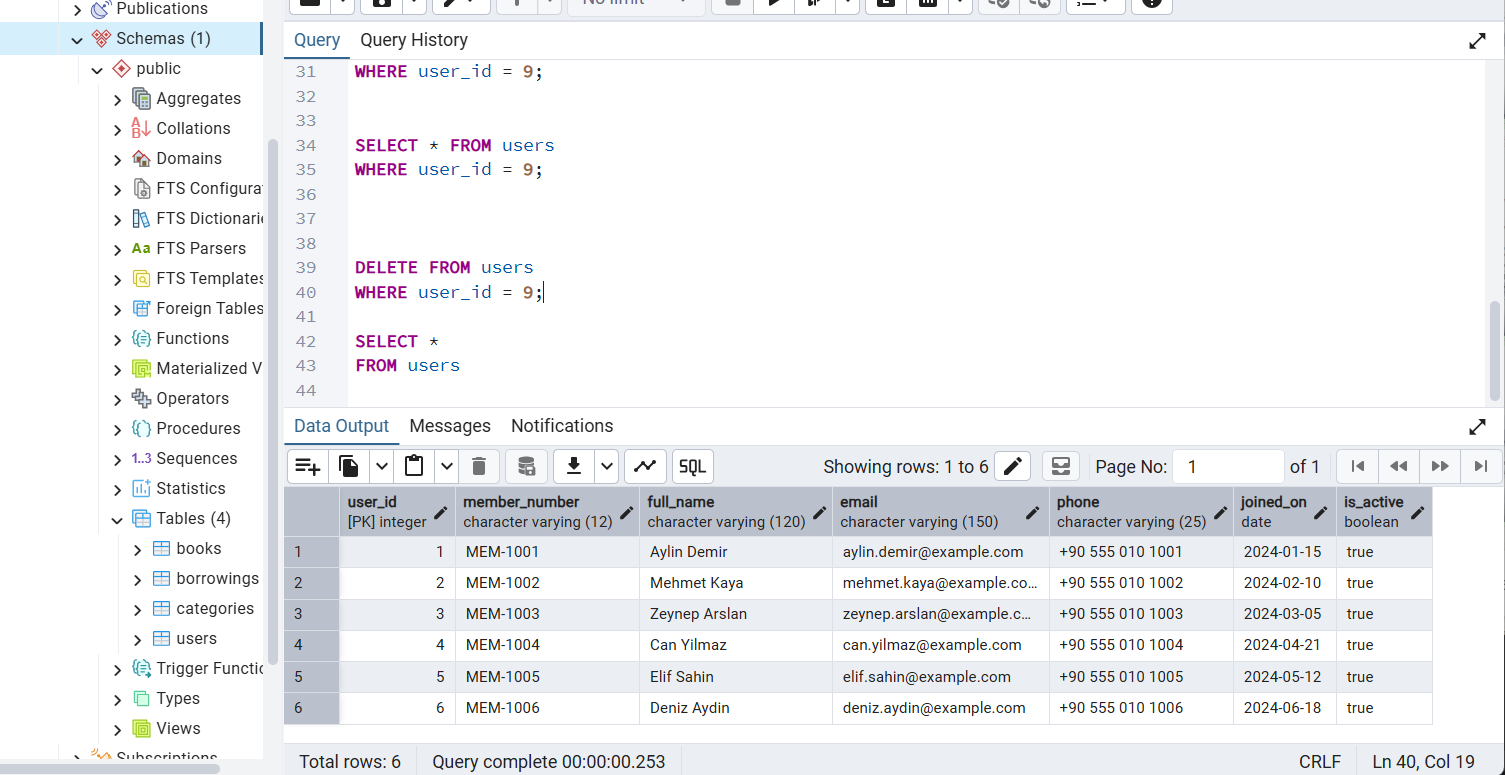 No limit
Publications
Schemas (1)
public
Aggregates
Collations
Domains
FTS Configura
FTS Dictionarie
Aa FTS Parsers
FTS Templates
Foreign Tables
Functions
Materialized V
Operators
Procedures
1..3 Sequences
Statistics
Tables (4)
books
borrowings
categories
users
Trigger Functio
Types
Views
Subscriptions
Query Query History
31 WHERE user_id = 9;
32
33
34 SELECT * FROM users
35 WHERE user_id = 9;
36
37
38
39 DELETE FROM users
40 WHERE user_id = 9;
41
42 SELECT *
43 FROM users
44
Data Output Messages Notifications
SQL Showing rows: 1 to 6 Page No: 1 of 1
user_id member_number full_name email phone joined_on is_active
[PK] integer character varying (12) character varying (120) character varying (150) character varying (25) date boolean
1 1 MEM-1001 Aylin Demir aylin.demir@example.com +90 555 010 1001 2024-01-15 true
2 2 MEM-1002 Mehmet Kaya mehmet.kaya@example.co... +90 555 010 1002 2024-02-10 true
3 3 MEM-1003 Zeynep Arslan zeynep.arslan@example.c... +90 555 010 1003 2024-03-05 true
4 4 MEM-1004 Can Yilmaz can.yilmaz@example.com +90 555 010 1004 2024-04-21 true
5 5 MEM-1005 Elif Sahin elif.sahin@example.com +90 555 010 1005 2024-05-12 true
6 6 MEM-1006 Deniz Aydin deniz.aydin@example.com +90 555 010 1006 2024-06-18 true
Total rows: 6 Query complete 00:00:00.253 CRLF Ln 40, Col 19